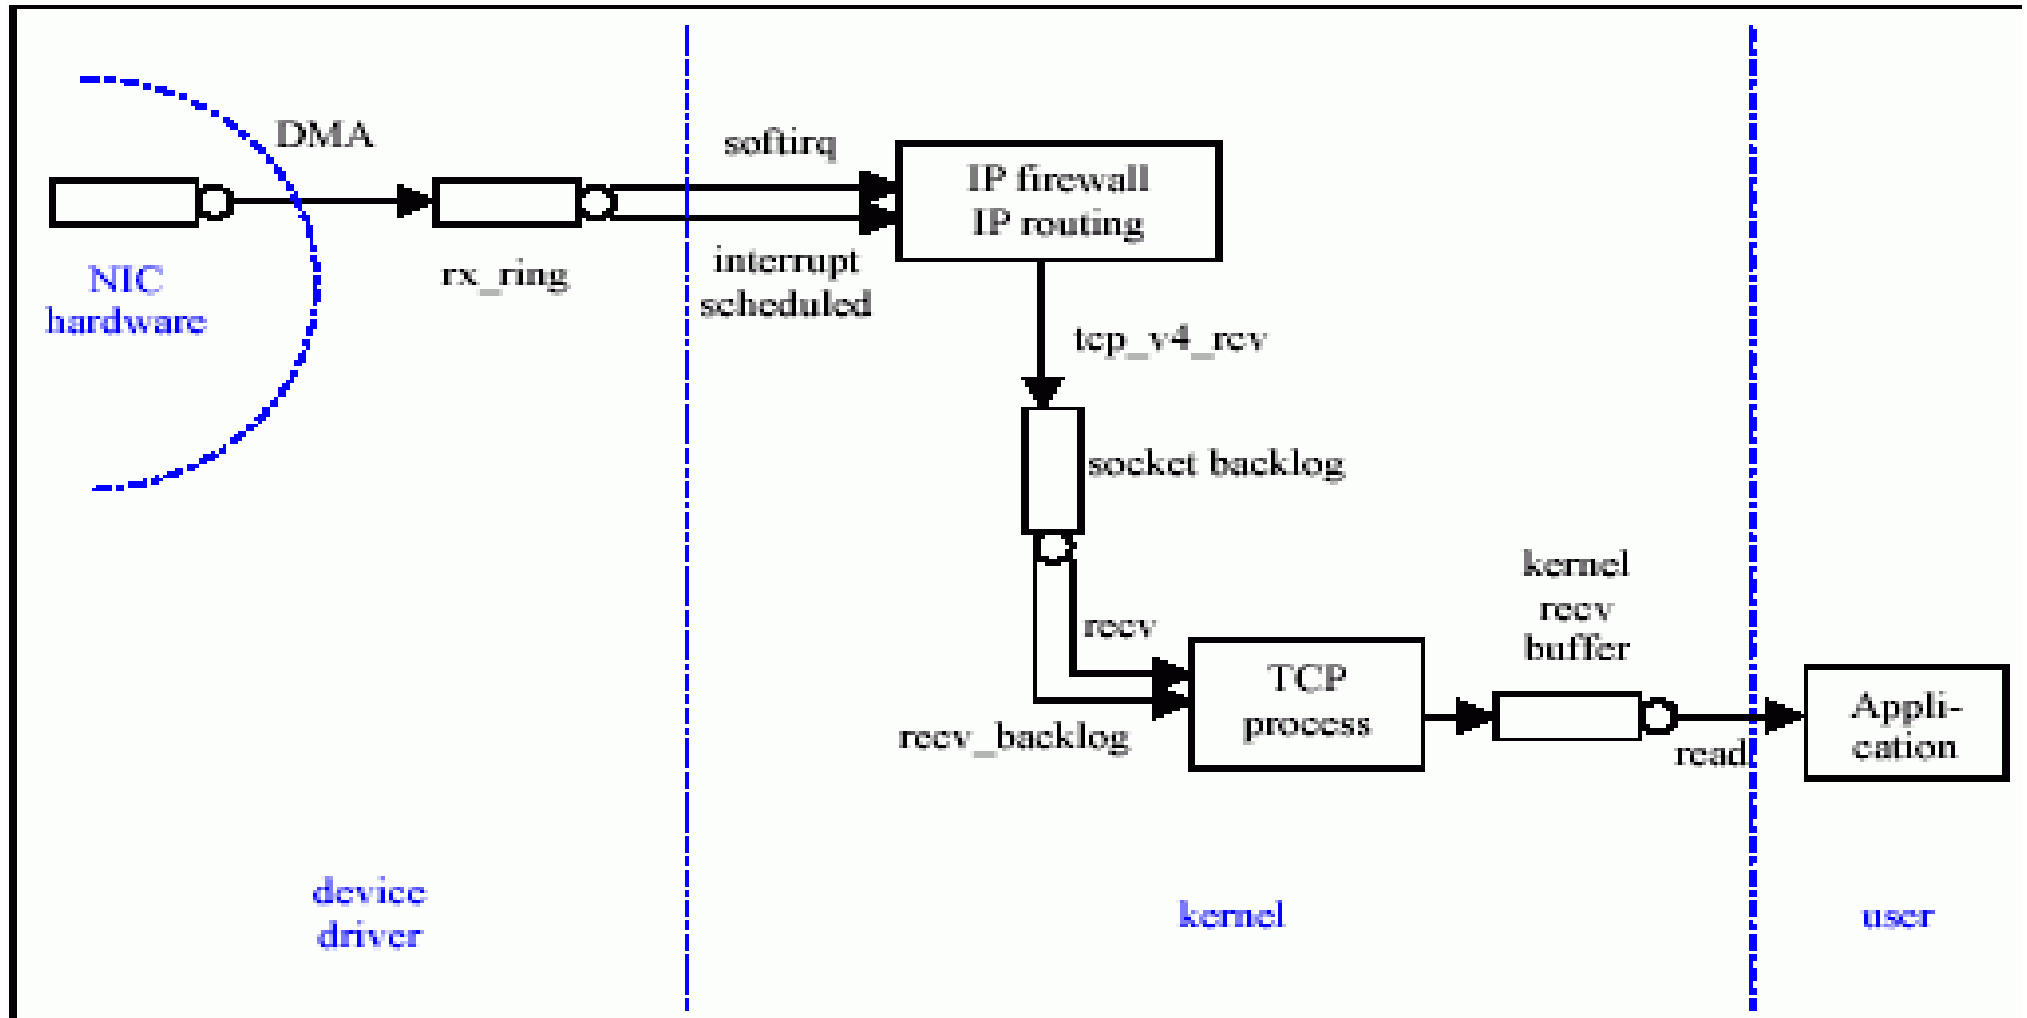 DMA
NIC
hardware
rx_ring
softirq
interrupt
scheduled
IP firewall
IP routing
tcp_v4_rcv
socket backlog
recv
recv_backlog
TCP
process
kernel
recv
buffer
read
Appli-
cation
device
driver
kernel
user